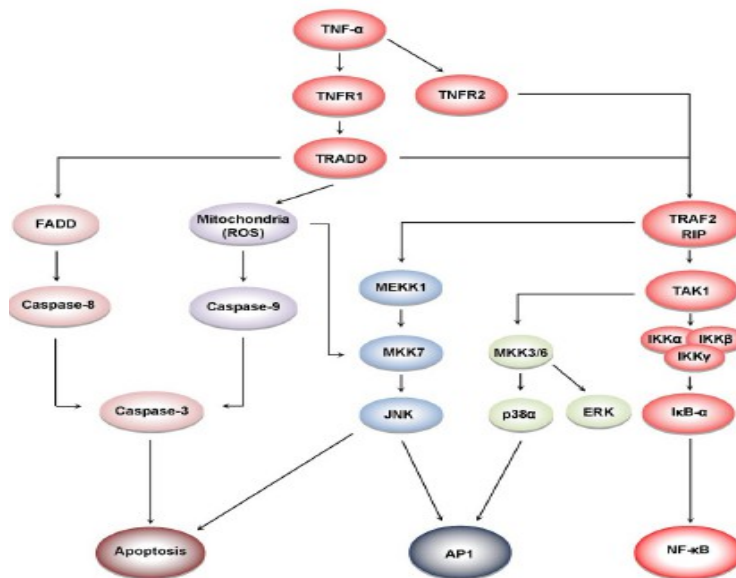 TNF-α
TNFR1
TNFR2
TRADD
FADD
Mitochondria
(ROS)
TRAF2
RIP
MEKK1
TAK1
Caspase-8
Caspase-9
IKKα
IKKβ
IKKγ
MKK7
MKK3/6
Caspase-3
JNK
p38α
ERK
IκB-α
Apoptosis
AP1
NF-κB